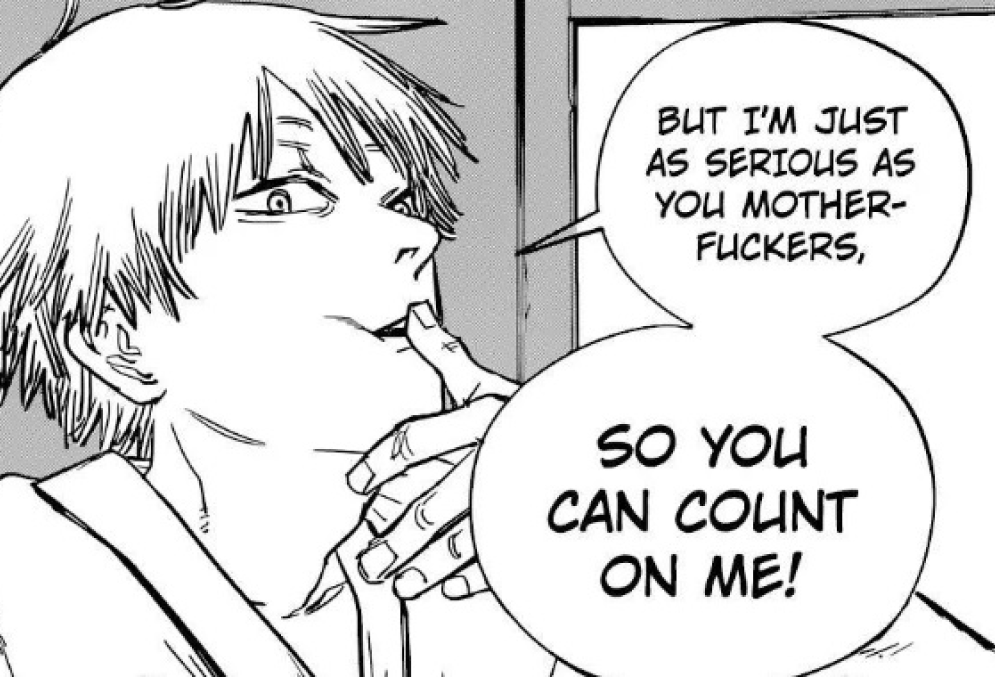 BUT I'M JUST
AS SERIOUS AS
YOU MOTHER-
FUCKERS,
SO YOU
CAN COUNT
ON ME!